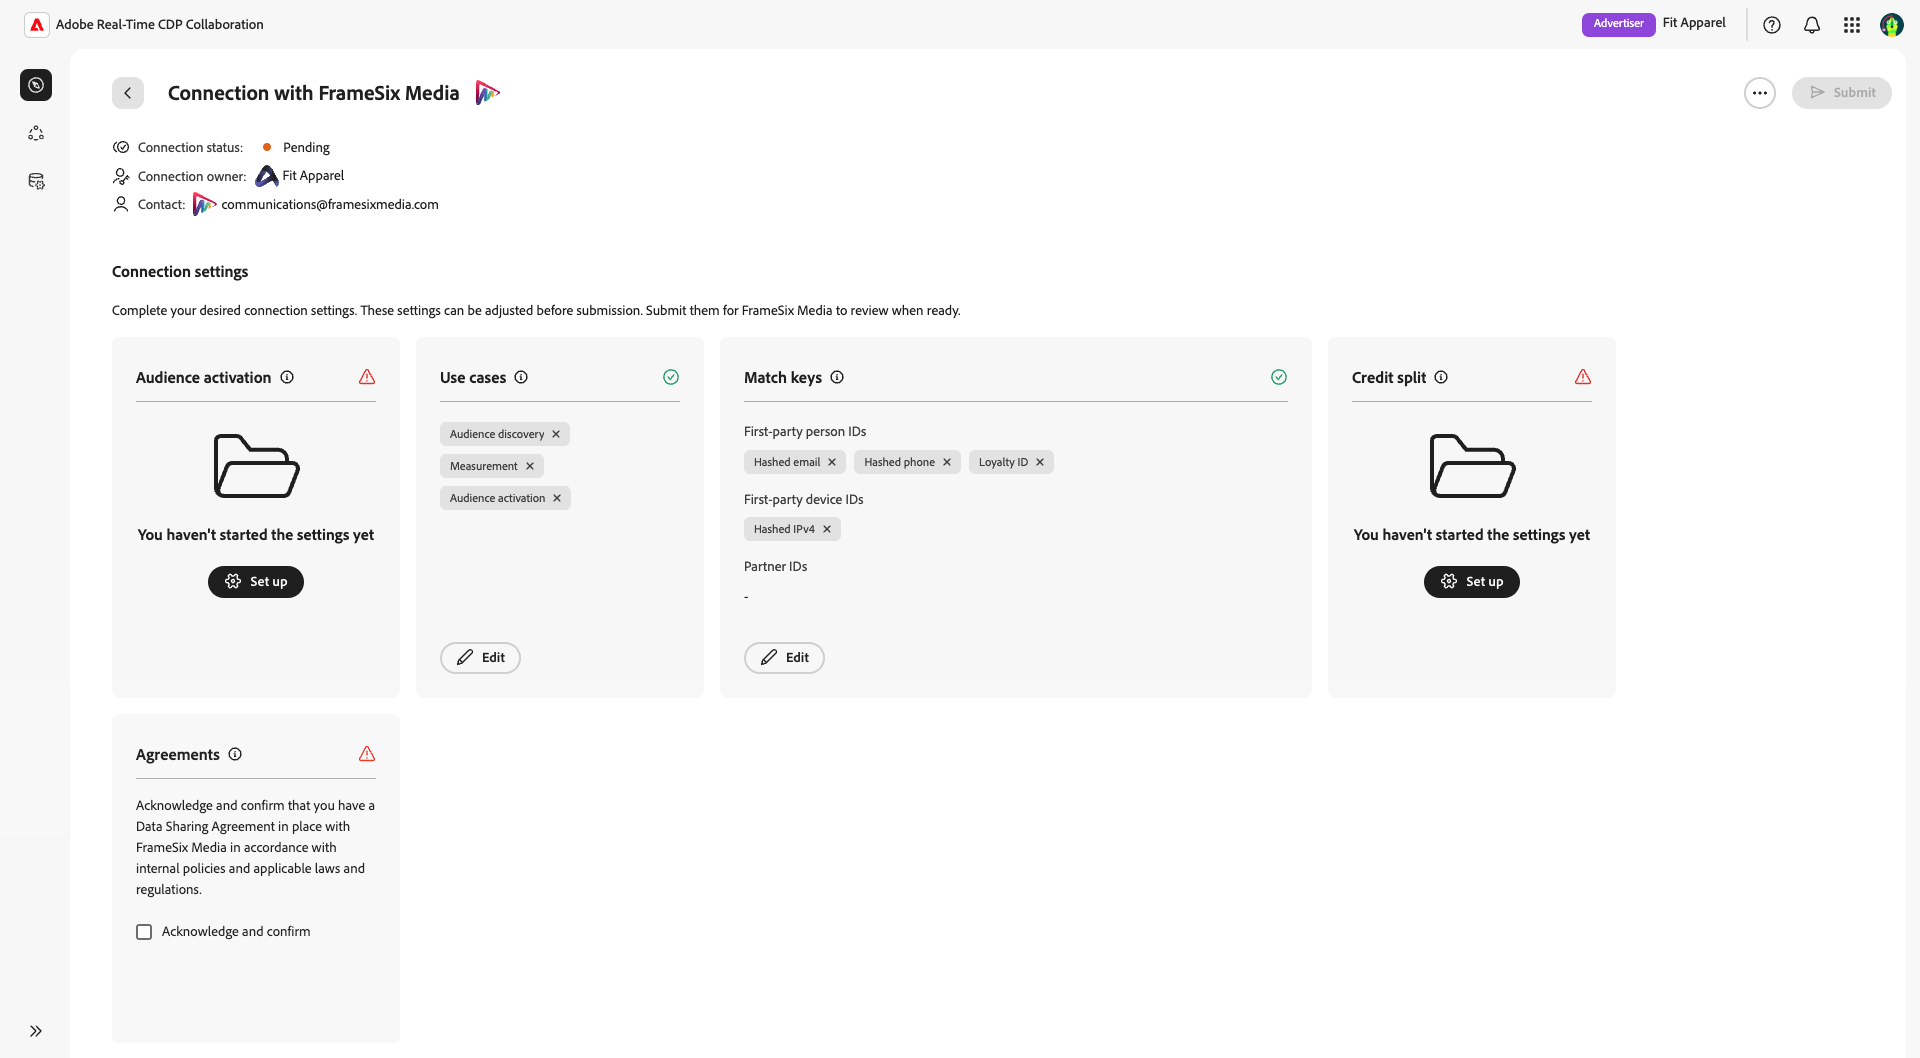 Adobe Real-Time CDP Collaboration
Advertiser
Fit Apparel
Connection with FrameSix Media
Submit
Connection status:
Pending
Connection owner:
Fit Apparel
Contact:
communications@framesixmedia.com
Connection settings
Complete your desired connection settings. These settings can be adjusted before submission. Submit them for FrameSix Media to review when ready.
Audience activation
You haven't started the settings yet
Set up
Use cases
Audience discovery
Measurement
Audience activation
Edit
Match keys
First-party person IDs
Hashed email
Hashed phone
Loyalty ID
First-party device IDs
Hashed IPv4
Partner IDs
-
Edit
Credit split
You haven't started the settings yet
Set up
Agreements
Acknowledge and confirm that you have a
Data Sharing Agreement in place with
FrameSix Media in accordance with
internal policies and applicable laws and
regulations.
Acknowledge and confirm